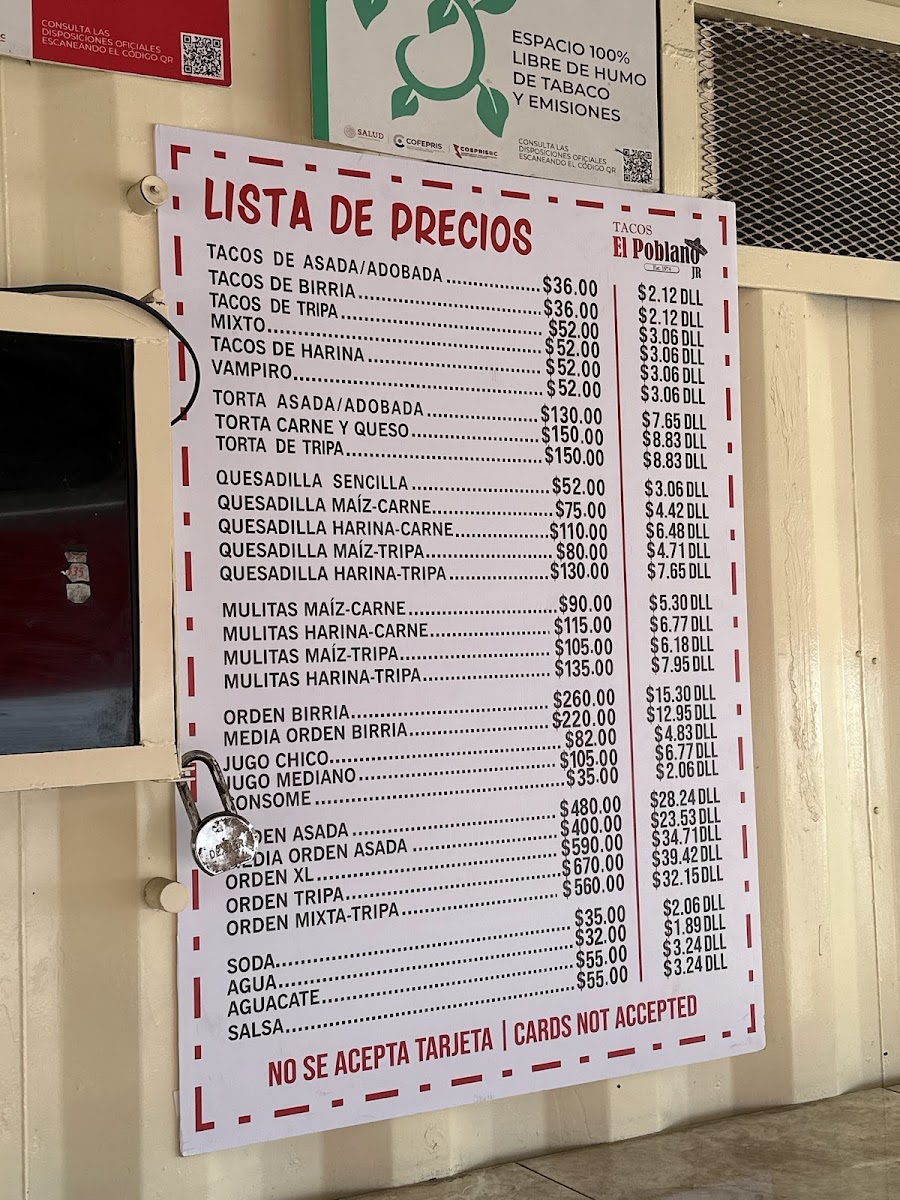 CONSULTA LAS
DISPOSICIONES OFICIALES
ESCANEANDO EL CÓDIGO QR
ESPACIO 100%
LIBRE DE HUMO
DE TABACO
Y EMISIONES
SALUD COFEPRIS COEPRISBC
CONSULTA LAS
DISPOSICIONES OFICIALES
ESCANEANDO EL CÓDIGO QR
LISTA DE PRECIOS
TACOS
El Poblano
JR
Est. 1974
TACOS DE ASADA/ADOBADA $36.00 $2.12 DLL
TACOS DE BIRRIA $36.00 $2.12 DLL
TACOS DE TRIPA $52.00 $3.06 DLL
MIXTO $52.00 $3.06 DLL
TACOS DE HARINA $52.00 $3.06 DLL
VAMPIRO $52.00 $3.06 DLL
TORTA ASADA/ADOBADA $130.00 $7.65 DLL
TORTA CARNE Y QUESO $150.00 $8.83 DLL
TORTA DE TRIPA $150.00 $8.83 DLL
QUESADILLA SENCILLA $52.00 $3.06 DLL
QUESADILLA MAÍZ-CARNE $75.00 $4.42 DLL
QUESADILLA HARINA-CARNE $110.00 $6.48 DLL
QUESADILLA MAÍZ-TRIPA $80.00 $4.71 DLL
QUESADILLA HARINA-TRIPA $130.00 $7.65 DLL
MULITAS MAÍZ-CARNE $90.00 $5.30 DLL
MULITAS HARINA-CARNE $115.00 $6.77 DLL
MULITAS MAÍZ-TRIPA $105.00 $6.18 DLL
MULITAS HARINA-TRIPA $135.00 $7.95 DLL
ORDEN BIRRIA $260.00 $15.30 DLL
MEDIA ORDEN BIRRIA $220.00 $12.95 DLL
JUGO CHICO $82.00 $4.83 DLL
JUGO MEDIANO $105.00 $6.77 DLL
ONSOME $35.00 $2.06 DLL
DEN ASADA $480.00 $28.24 DLL
EDIA ORDEN ASADA $400.00 $23.53 DLL
ORDEN XL $590.00 $34.71 DLL
ORDEN TRIPA $670.00 $39.42 DLL
ORDEN MIXTA-TRIPA $560.00 $32.15 DLL
SODA $35.00 $2.06 DLL
AGUA $32.00 $1.89 DLL
AGUACATE $55.00 $3.24 DLL
SALSA $55.00 $3.24 DLL
NO SE ACEPTA TARJETA | CARDS NOT ACCEPTED